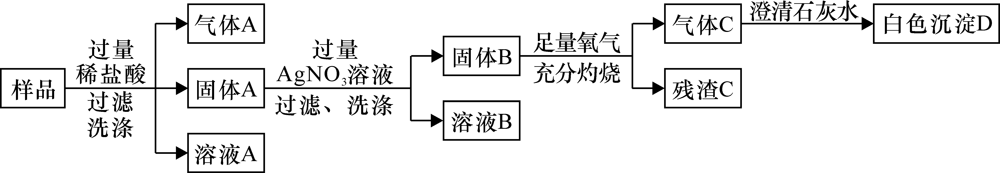 样品
过量
稀盐酸
过滤
洗涤
气体A
固体A
溶液A
过量
AgNO₃溶液
过滤、洗涤
固体B
溶液B
足量氧气
充分灼烧
气体C
残渣C
澄清石灰水
白色沉淀D